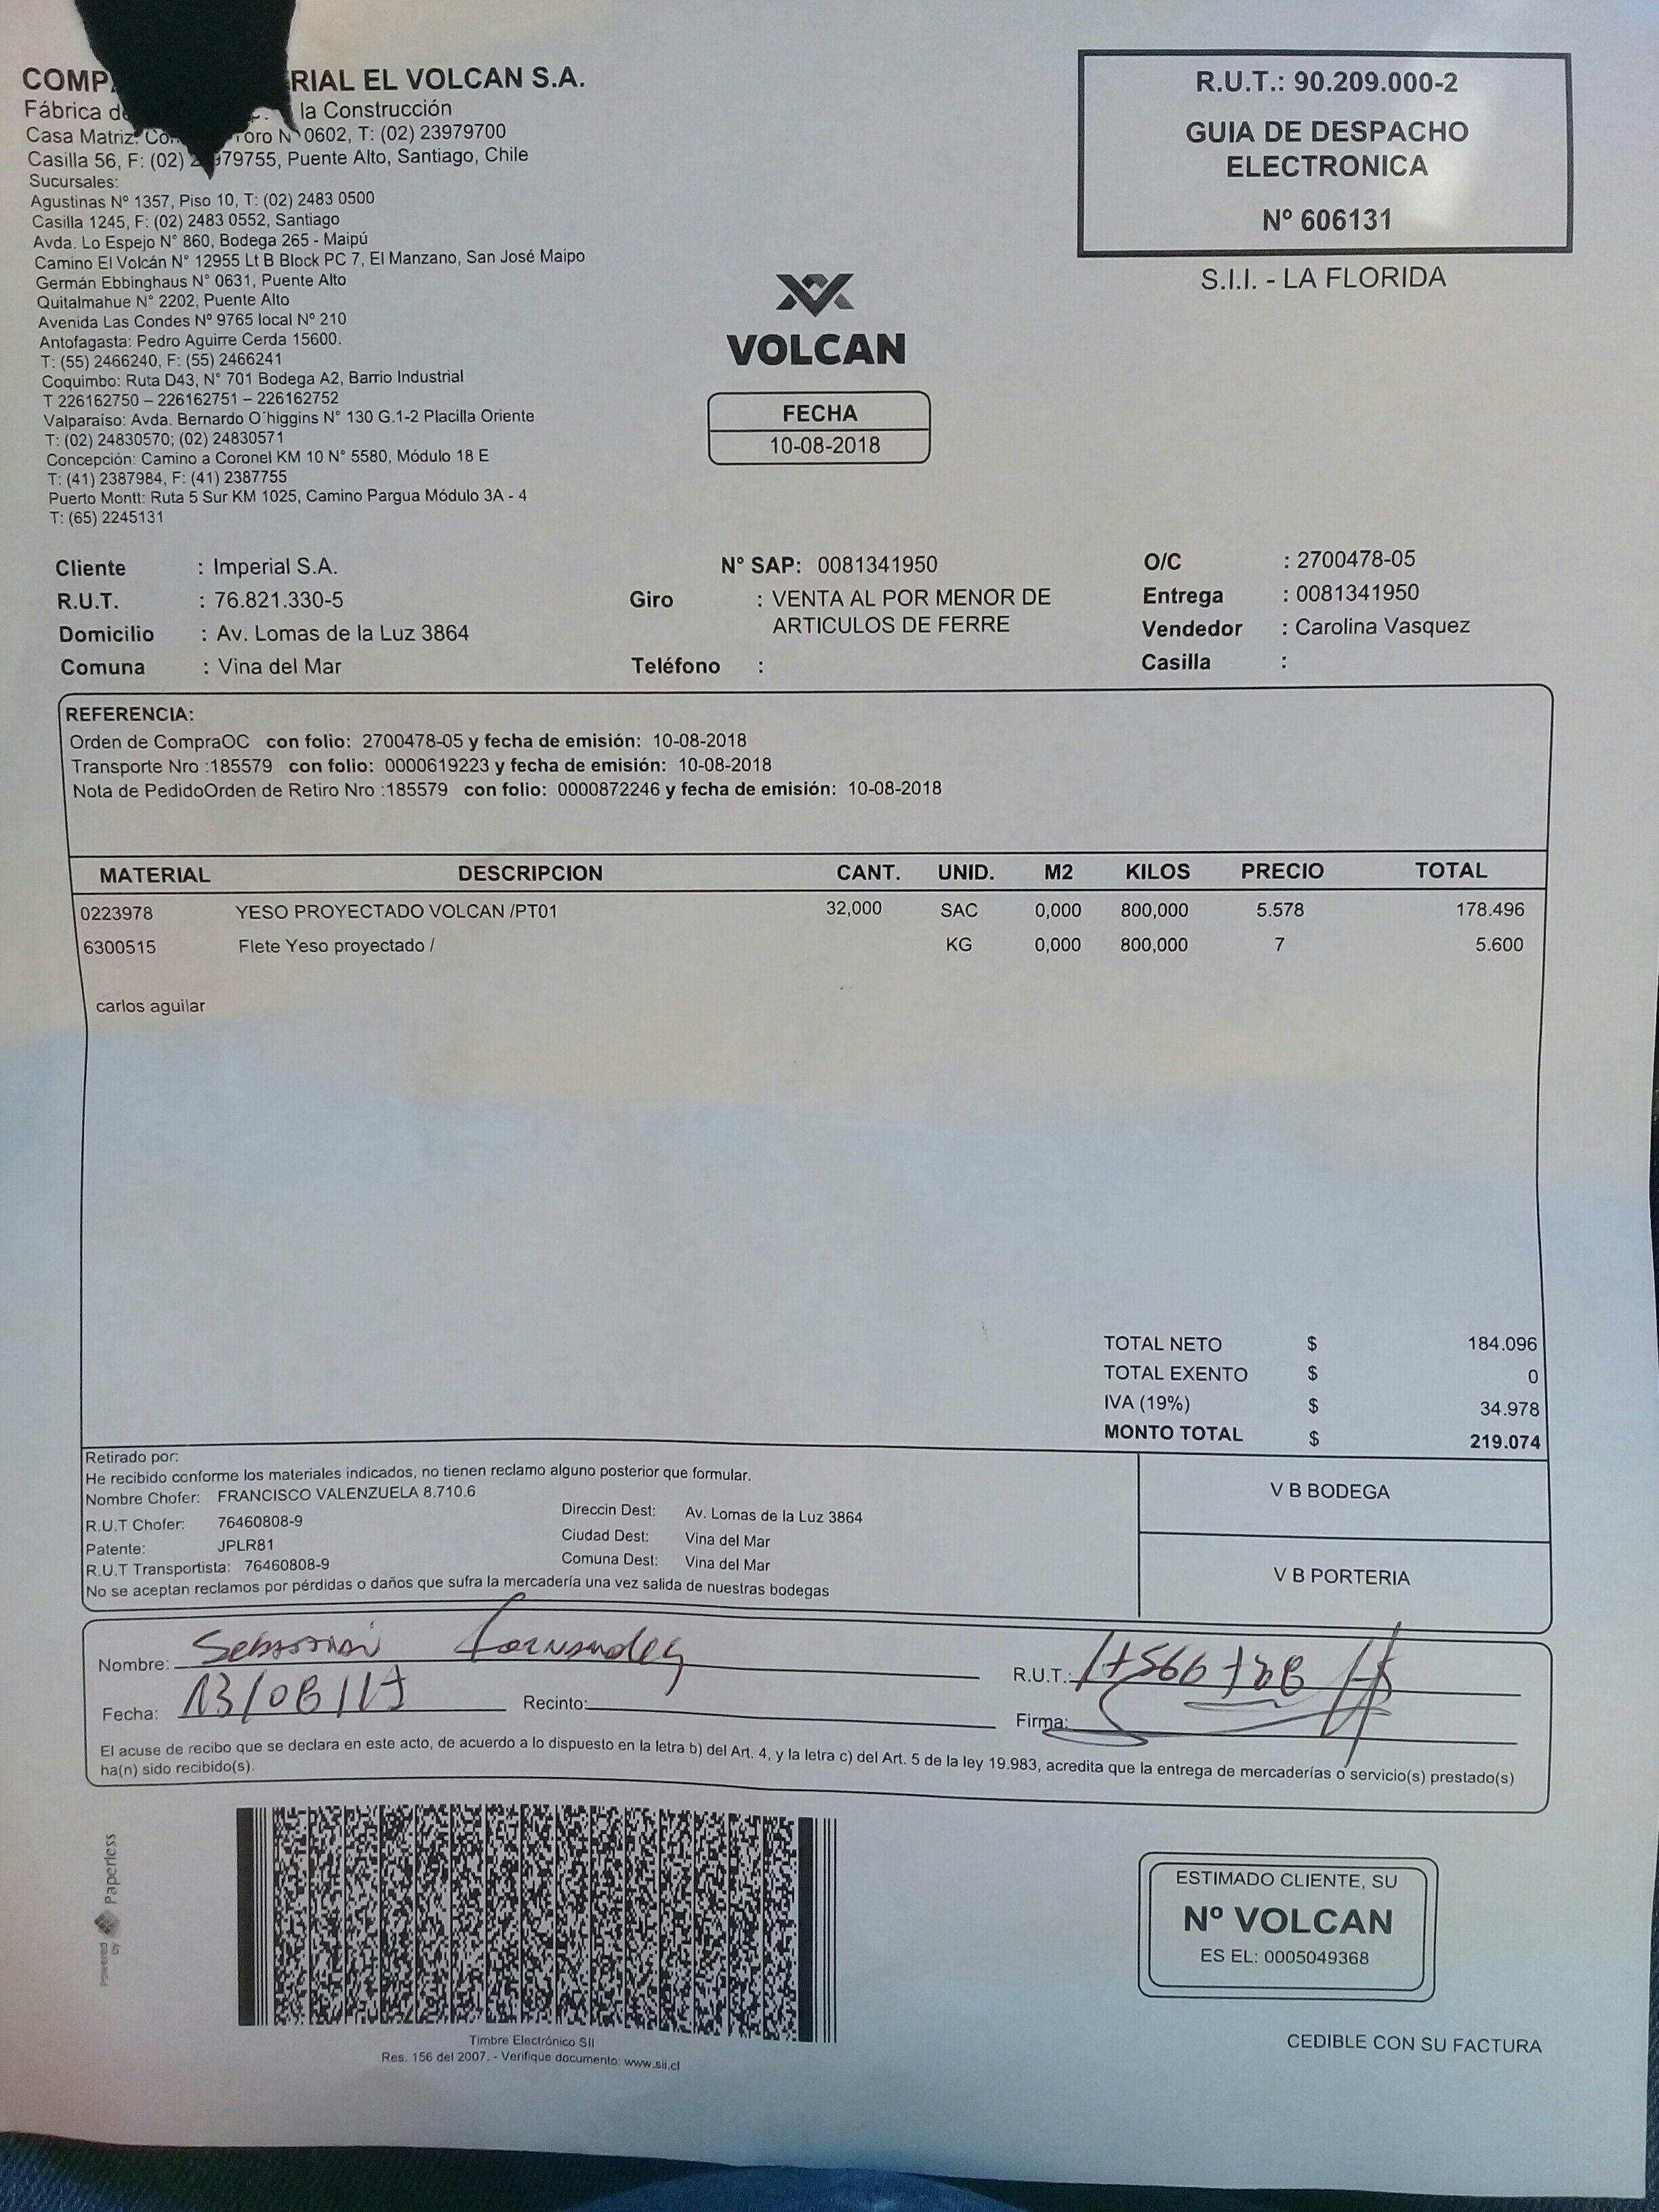 COMP RIAL EL VOLCAN S.A.
Fábrica de la Construcción
Casa Matriz: Co Toro N° 0602, T: (02) 23979700
Casilla 56, F: (02) 2 979755, Puente Alto, Santiago, Chile
Sucursales:
Agustinas Nº 1357, Piso 10, T: (02) 2483 0500
Casilla 1245, F: (02) 2483 0552, Santiago
Avda. Lo Espejo N° 860, Bodega 265 - Maipú
Camino El Volcán N° 12955 Lt B Block PC 7, El Manzano, San José Maipo
Germán Ebbinghaus N° 0631, Puente Alto
Quitalmahue N° 2202, Puente Alto
Avenida Las Condes Nº 9765 local Nº 210
Antofagasta: Pedro Aguirre Cerda 15600.
T: (55) 2466240, F: (55) 2466241
Coquimbo: Ruta D43, N° 701 Bodega A2, Barrio Industrial
T 226162750 – 226162751 – 226162752
Valparaíso: Avda. Bernardo O´higgins N° 130 G.1-2 Placilla Oriente
T: (02) 24830570; (02) 24830571
Concepción: Camino a Coronel KM 10 N° 5580, Módulo 18 E
T: (41) 2387984, F: (41) 2387755
Puerto Montt: Ruta 5 Sur KM 1025, Camino Pargua Módulo 3A - 4
T: (65) 2245131
VOLCAN
FECHA
10-08-2018
R.U.T.: 90.209.000-2
GUIA DE DESPACHO
ELECTRONICA
Nº 606131
S.I.I. - LA FLORIDA
Cliente : Imperial S.A. N° SAP: 0081341950 O/C : 2700478-05
R.U.T. : 76.821.330-5 Giro : VENTA AL POR MENOR DE Entrega : 0081341950
Domicilio : Av. Lomas de la Luz 3864 ARTICULOS DE FERRE Vendedor : Carolina Vasquez
Comuna : Vina del Mar Teléfono : Casilla :
REFERENCIA:
Orden de CompraOC con folio: 2700478-05 y fecha de emisión: 10-08-2018
Transporte Nro :185579 con folio: 0000619223 y fecha de emisión: 10-08-2018
Nota de PedidoOrden de Retiro Nro :185579 con folio: 0000872246 y fecha de emisión: 10-08-2018
MATERIAL DESCRIPCION CANT. UNID. M2 KILOS PRECIO TOTAL
0223978 YESO PROYECTADO VOLCAN /PT01 32,000 SAC 0,000 800,000 5.578 178.496
6300515 Flete Yeso proyectado / KG 0,000 800,000 7 5.600
carlos aguilar
TOTAL NETO $ 184.096
TOTAL EXENTO $ 0
IVA (19%) $ 34.978
MONTO TOTAL $ 219.074
Retirado por:
He recibido conforme los materiales indicados, no tienen reclamo alguno posterior que formular.
Nombre Chofer: FRANCISCO VALENZUELA 8.710.6
R.U.T Chofer: 76460808-9
Patente: JPLR81
R.U.T Transportista: 76460808-9
Direccin Dest: Av. Lomas de la Luz 3864
Ciudad Dest: Vina del Mar
Comuna Dest: Vina del Mar
No se aceptan reclamos por pérdidas o daños que sufra la mercadería una vez salida de nuestras bodegas
V B BODEGA
V B PORTERIA
Nombre: R.U.T.:
Fecha: Recinto: Firma:
El acuse de recibo que se declara en este acto, de acuerdo a lo dispuesto en la letra b) del Art. 4, y la letra c) del Art. 5 de la ley 19.983, acredita que la entrega de mercaderías o servicio(s) prestado(s)
ha(n) sido recibido(s).
Powered by Paperless
Timbre Electrónico SII
Res. 156 del 2007. - Verifique documento: www.sii.cl
ESTIMADO CLIENTE, SU
Nº VOLCAN
ES EL: 0005049368
CEDIBLE CON SU FACTURA